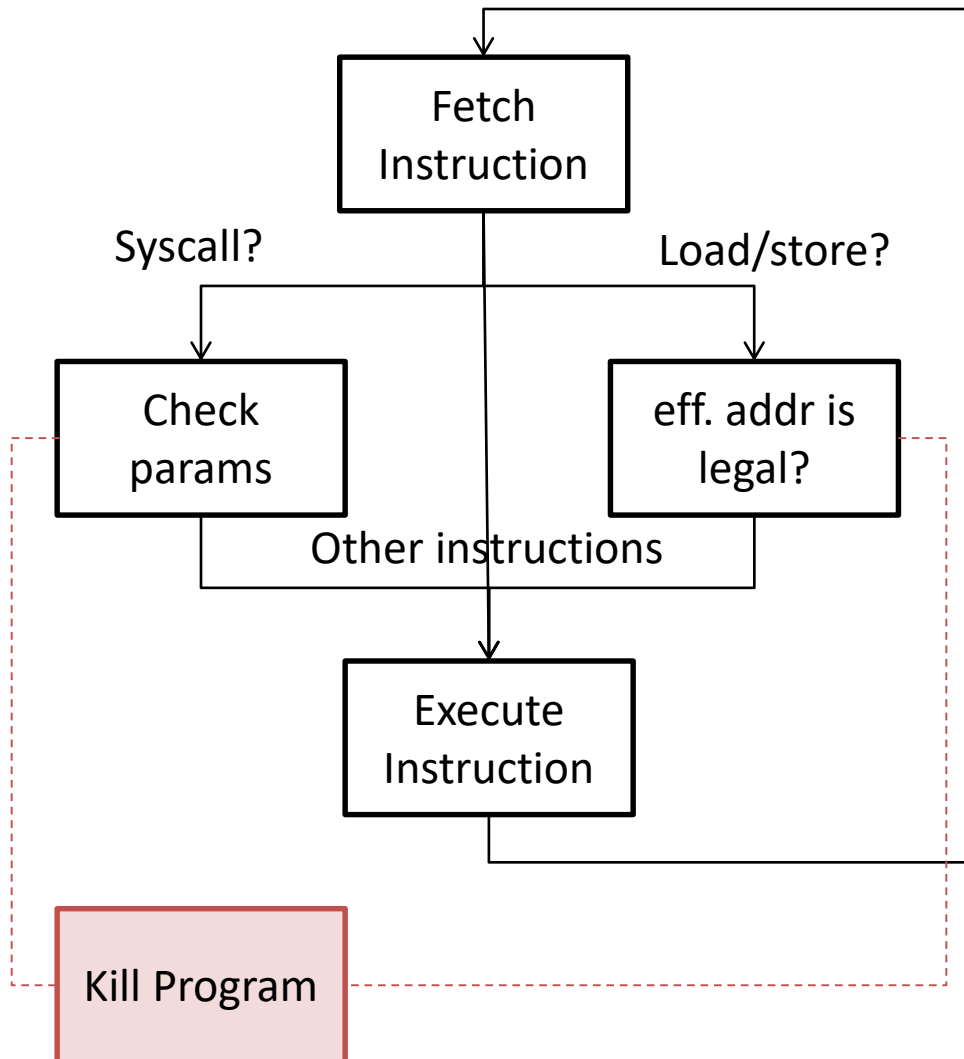 Fetch
Instruction
Syscall?
Load/store?
Check
params
eff. addr is
legal?
Other instructions
Execute
Instruction
Kill Program